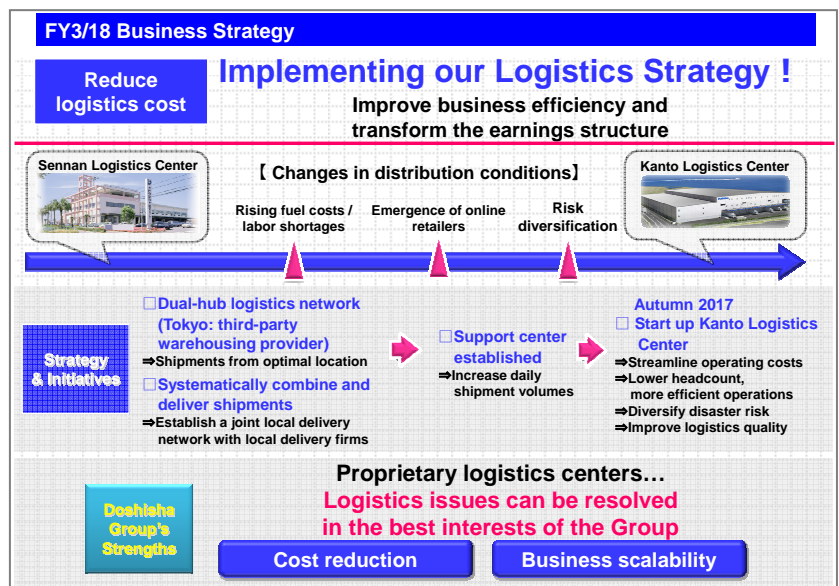 FY3/18 Business Strategy
Reduce
logistics cost
Implementing our Logistics Strategy !
Improve business efficiency and
transform the earnings structure
Sennan Logistics Center
【 Changes in distribution conditions】
Kanto Logistics Center
Rising fuel costs /
labor shortages
Emergence of online
retailers
Risk
diversification
Strategy
& Initiatives
□Dual-hub logistics network
(Tokyo: third-party
warehousing provider)
⇒Shipments from optimal location
□Systematically combine and
deliver shipments
⇒Establish a joint local delivery
network with local delivery firms
□Support center
established
⇒Increase daily
shipment volumes
Autumn 2017
□ Start up Kanto Logistics
Center
⇒Streamline operating costs
⇒Lower headcount,
more efficient operations
⇒Diversify disaster risk
⇒Improve logistics quality
Doshisha
Group's
Strengths
Proprietary logistics centers…
Logistics issues can be resolved
in the best interests of the Group
Cost reduction
Business scalability